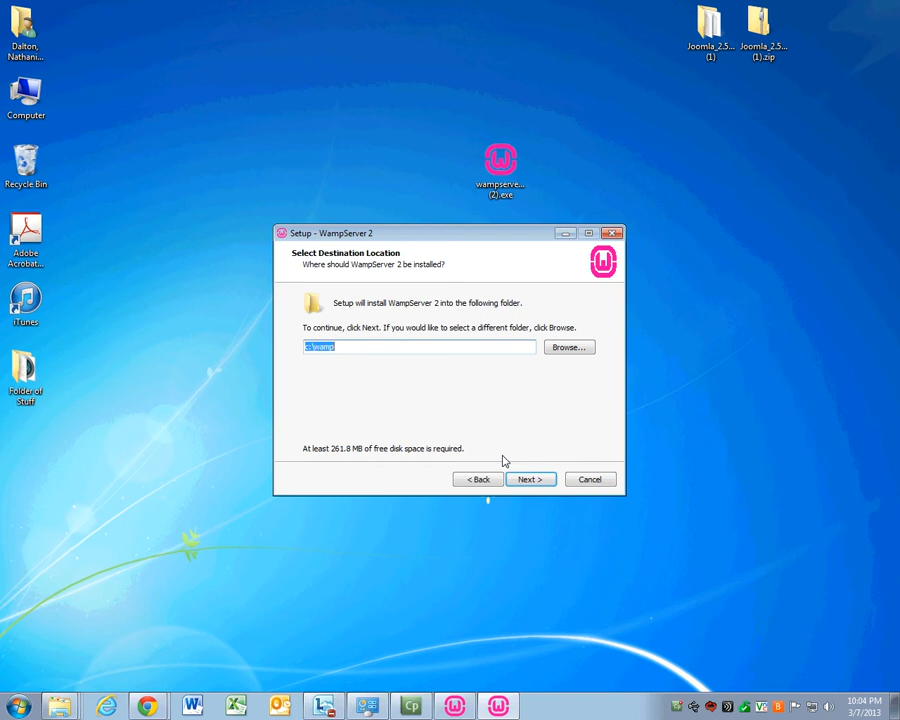 Dalton,
Nathani...
Computer
Recycle Bin
Adobe
Acrobat...
iTunes
Folder of
Stuff
Joomla_2.5...
(1)
Joomla_2.5...
(1).zip
wampserve...
(2).exe
Setup - WampServer 2
Select Destination Location
Where should WampServer 2 be installed?
Setup will install WampServer 2 into the following folder.
To continue, click Next. If you would like to select a different folder, click Browse.
c:\wamp
Browse...
At least 261.8 MB of free disk space is required.
< Back
Next >
Cancel
Cp
10:04 PM
3/7/2013